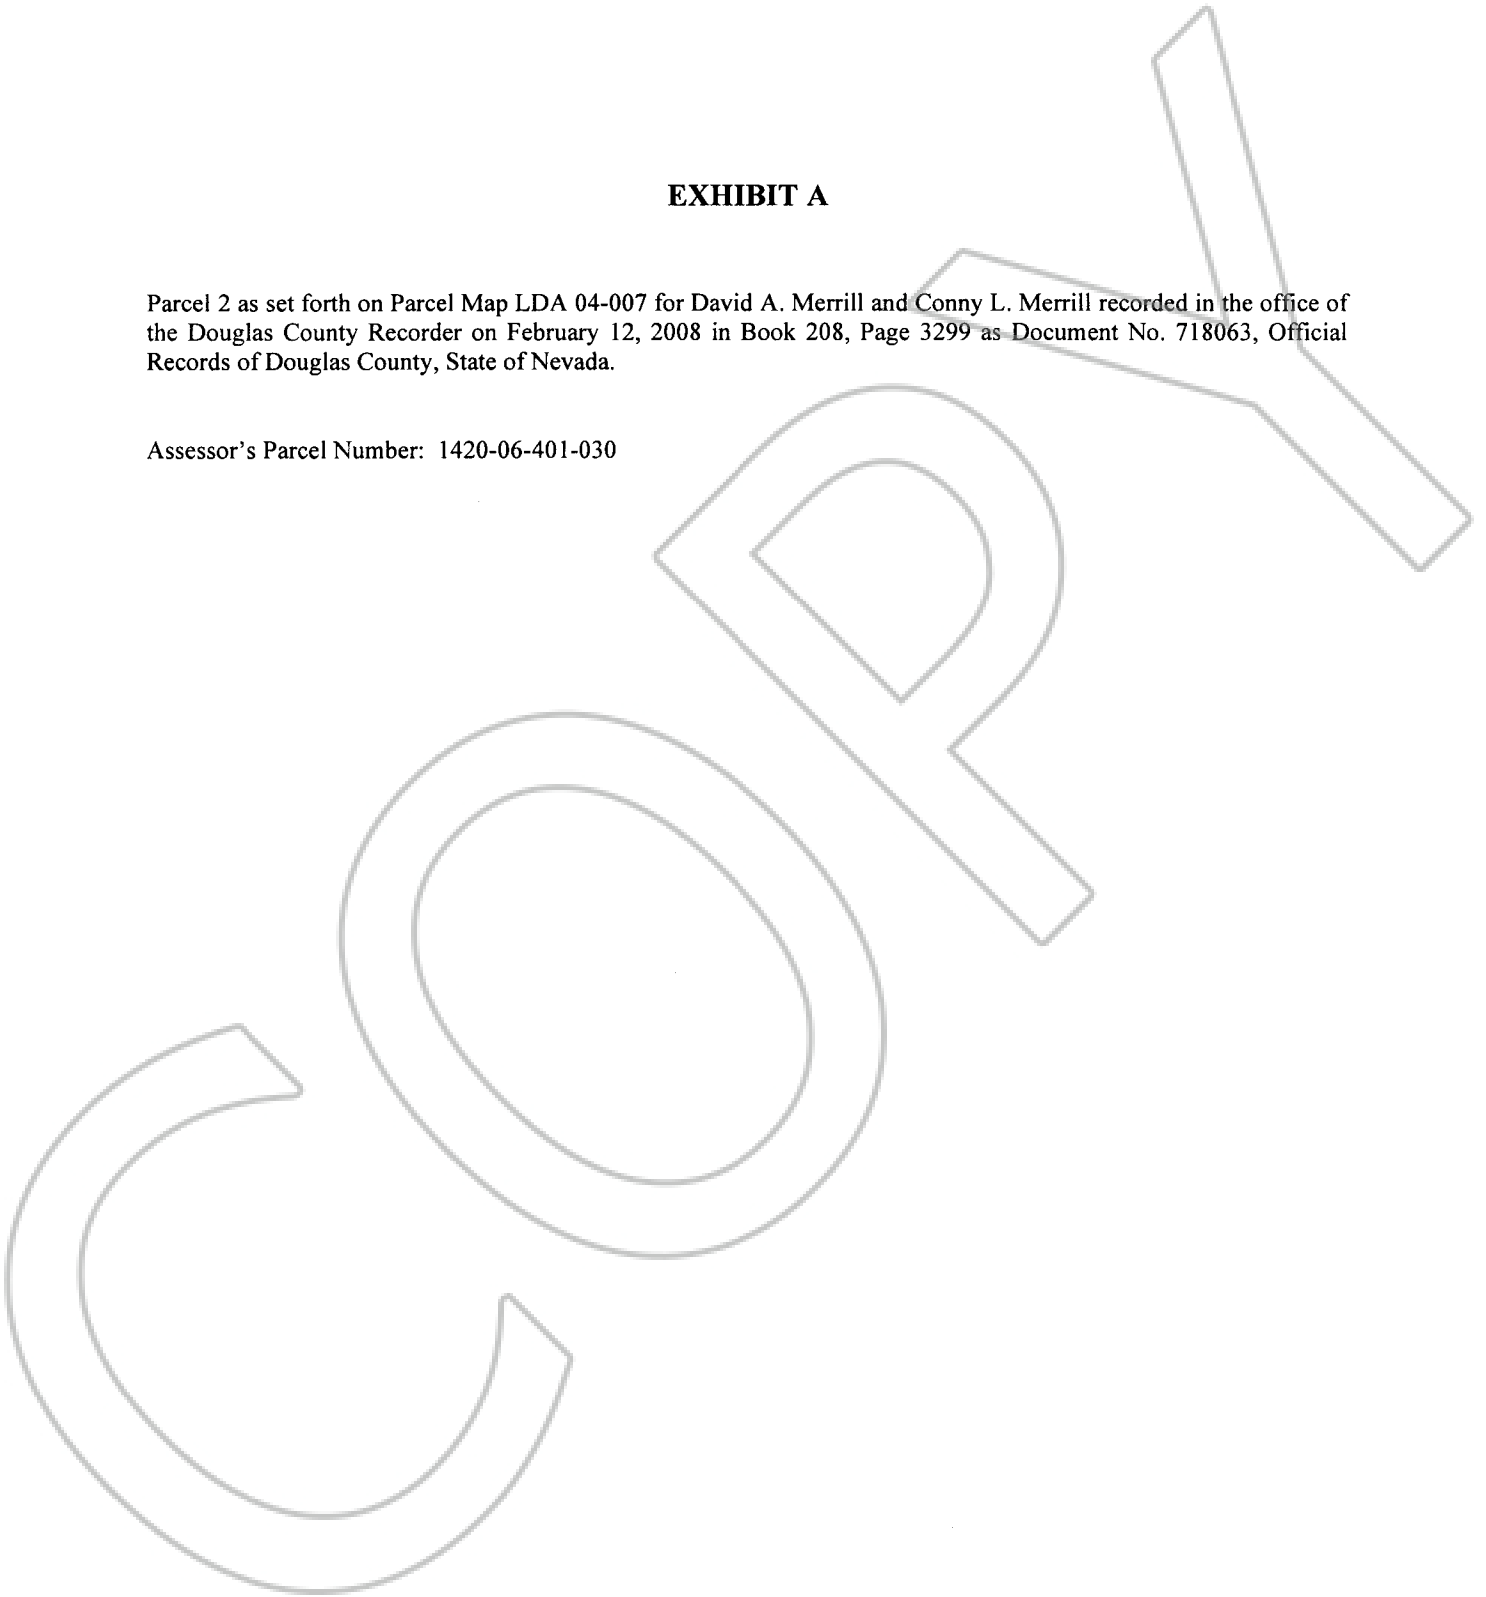 EXHIBIT A
Parcel 2 as set forth on Parcel Map LDA 04-007 for David A. Merrill and Conny L. Merrill recorded in the office of
the Douglas County Recorder on February 12, 2008 in Book 208, Page 3299 as Document No. 718063, Official
Records of Douglas County, State of Nevada.
Assessor's Parcel Number: 1420-06-401-030
COPY